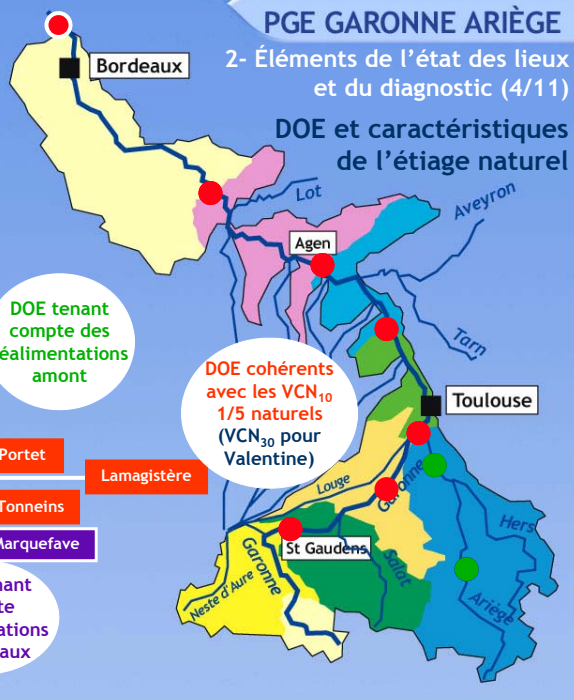 PGE GARONNE ARIÈGE
2- Éléments de l’état des lieux
et du diagnostic (4/11)
DOE et caractéristiques
de l’étiage naturel
Bordeaux
Lot
Aveyron
Agen
Tarn
DOE tenant
compte des
éalimentations
amont
DOE cohérents
avec les VCN10
1/5 naturels
(VCN30 pour
Valentine)
Toulouse
Portet
Lamagistère
Tonneins
Marquefave
Louge
Garonne
Hers
St Gaudens
Salat
Garonne
Neste d'Aure
Ariège